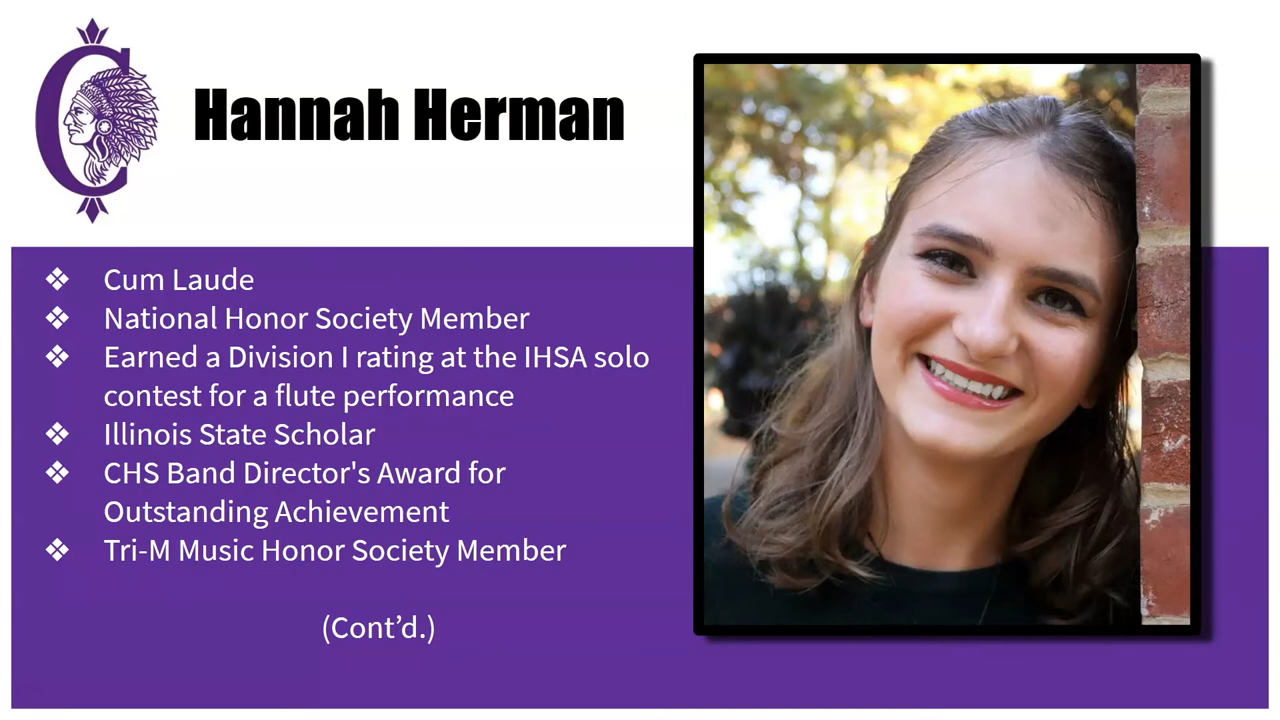 C
Hannah Herman
❖ Cum Laude
❖ National Honor Society Member
❖ Earned a Division I rating at the IHSA solo
contest for a flute performance
❖ Illinois State Scholar
❖ CHS Band Director's Award for
Outstanding Achievement
❖ Tri-M Music Honor Society Member
(Cont’d.)